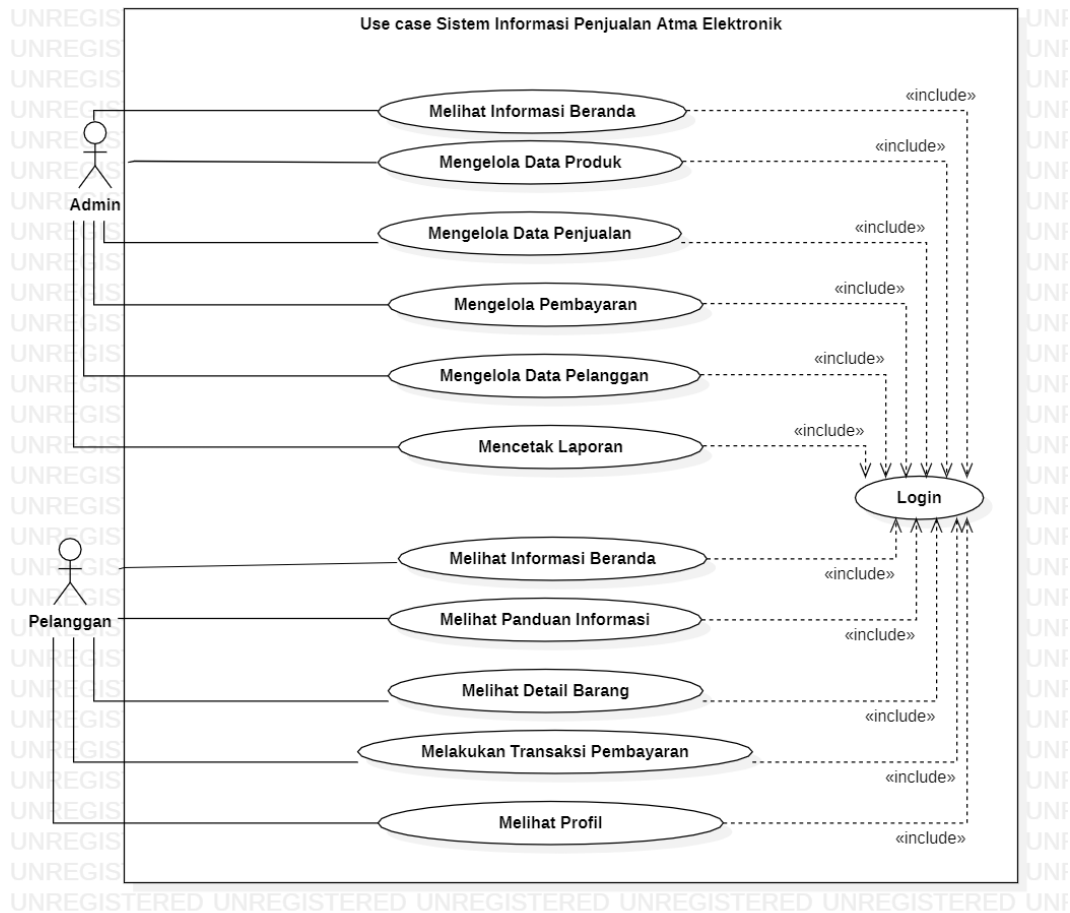 Use case Sistem Informasi Penjualan Atma Elektronik
Melihat Informasi Beranda
«include»
Mengelola Data Produk
«include»
Admin
Mengelola Data Penjualan
«include»
Mengelola Pembayaran
«include»
Mengelola Data Pelanggan
«include»
Mencetak Laporan
«include»
Login
Melihat Informasi Beranda
«include»
Pelanggan
Melihat Panduan Informasi
«include»
Melihat Detail Barang
«include»
Melakukan Transaksi Pembayaran
«include»
Melihat Profil
«include»
UNREGISTERED UNREGISTERED UNREGISTERED UNREGISTERED UNREGISTERED